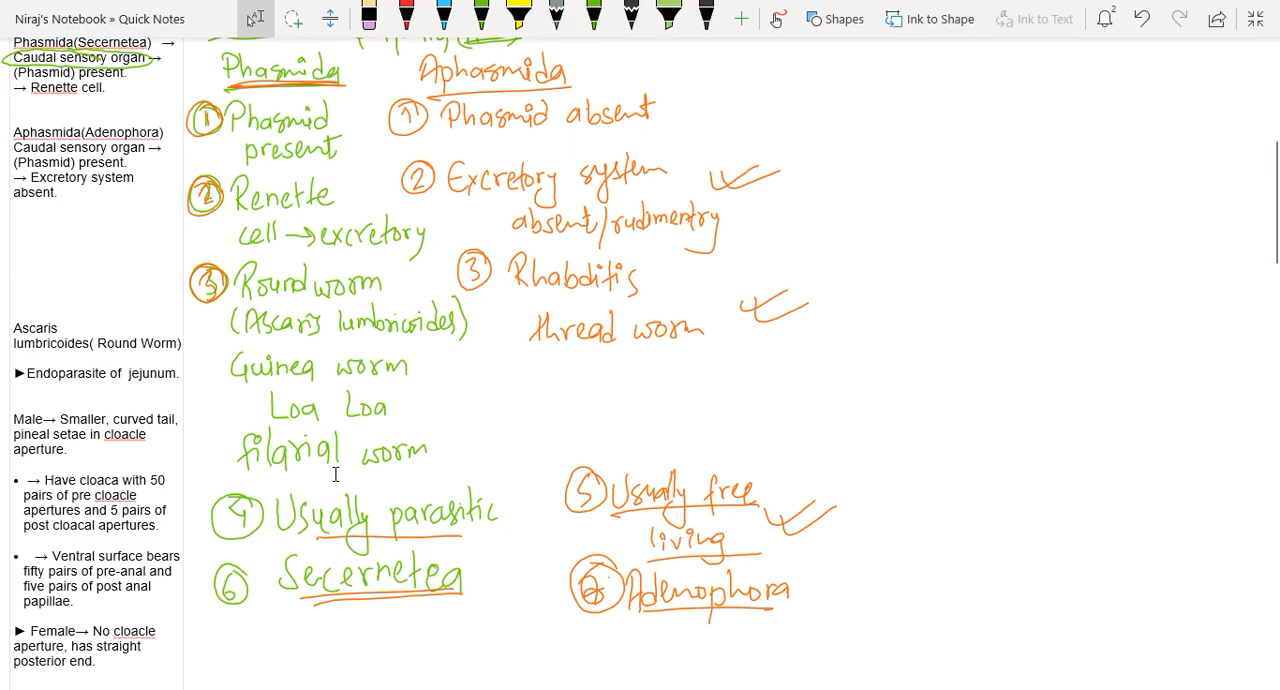 Niraj's Notebook » Quick Notes
Shapes
Ink to Shape
Ink to Text
Phasmida(Secernetea) →
Caudal sensory organ→
(Phasmid) present.
→ Renette cell.
Aphasmida(Adenophora)
Caudal sensory organ →
(Phasmid) present.
→ Excretory system
absent.
Ascaris
lumbricoides( Round Worm)
►Endoparasite of jejunum.
Male→ Smaller, curved tail,
pineal setae in cloacle
aperture.
• → Have cloaca with 50
pairs of pre cloacle
apertures and 5 pairs of
post cloacal apertures.
• → Ventral surface bears
fifty pairs of pre-anal and
five pairs of post anal
papillae.
► Female→ No cloacle
aperture, has straight
posterior end.
Phasmida
① Phasmid
present
② Renette
cell → excretory
③ Roundworm
(Ascaris lumbricoides)
Guinea worm
Loa Loa
filarial worm
④ Usually parasitic
⑥ Secernetea
Aphasmida
① Phasmid absent
② Excretory system
absent/rudimentry
③ Rhabditis
thread worm
⑤ Usually free
living
Adenophora